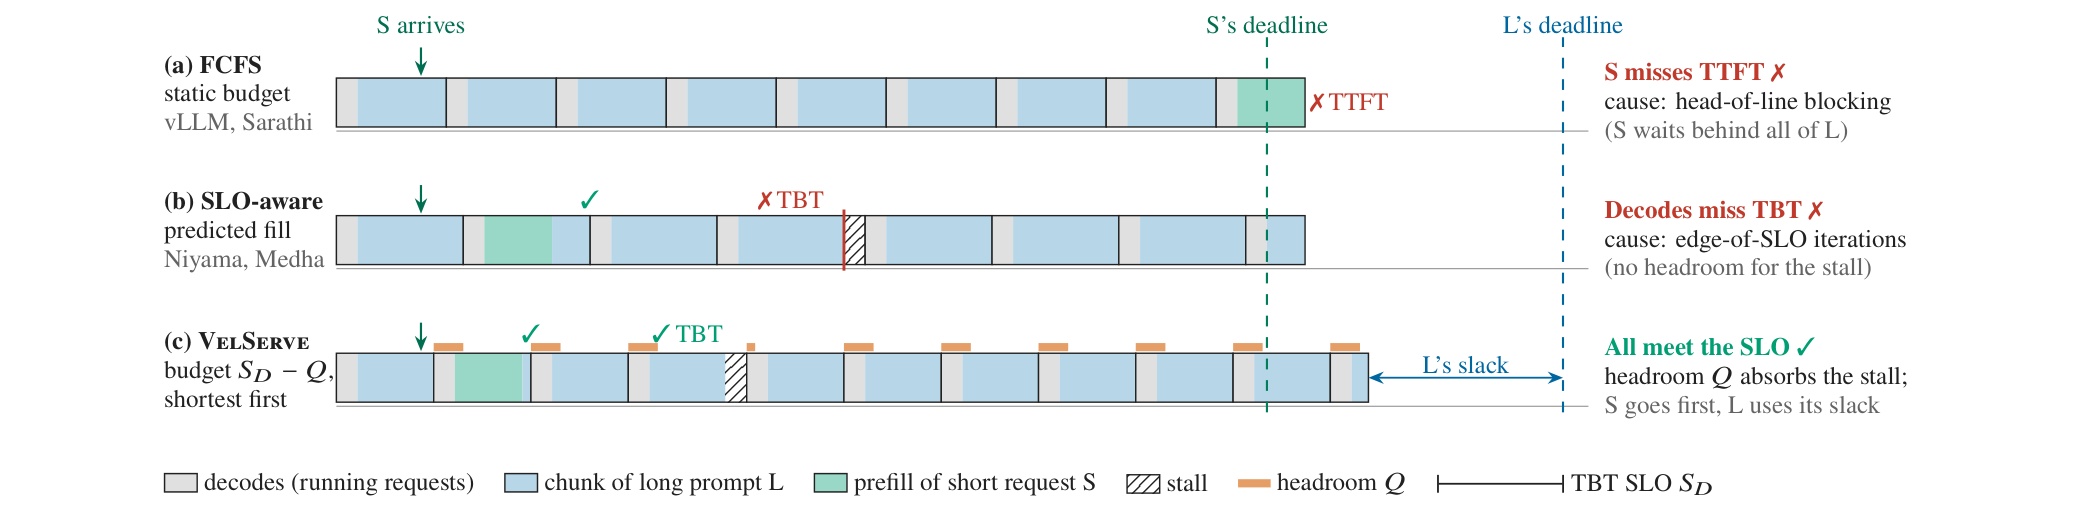 S arrives
S’s deadline
L’s deadline
(a) FCFS
static budget
vLLM, Sarathi
✗TTFT
S misses TTFT ✗
cause: head-of-line blocking
(S waits behind all of L)
(b) SLO-aware
predicted fill
Niyama, Medha
✓
✗TBT
Decodes miss TBT ✗
cause: edge-of-SLO iterations
(no headroom for the stall)
(c) VELSERVE
budget S_D − Q,
shortest first
✓
✓TBT
L’s slack
All meet the SLO ✓
headroom Q absorbs the stall;
S goes first, L uses its slack
decodes (running requests)
chunk of long prompt L
prefill of short request S
stall
headroom Q
TBT SLO S_D